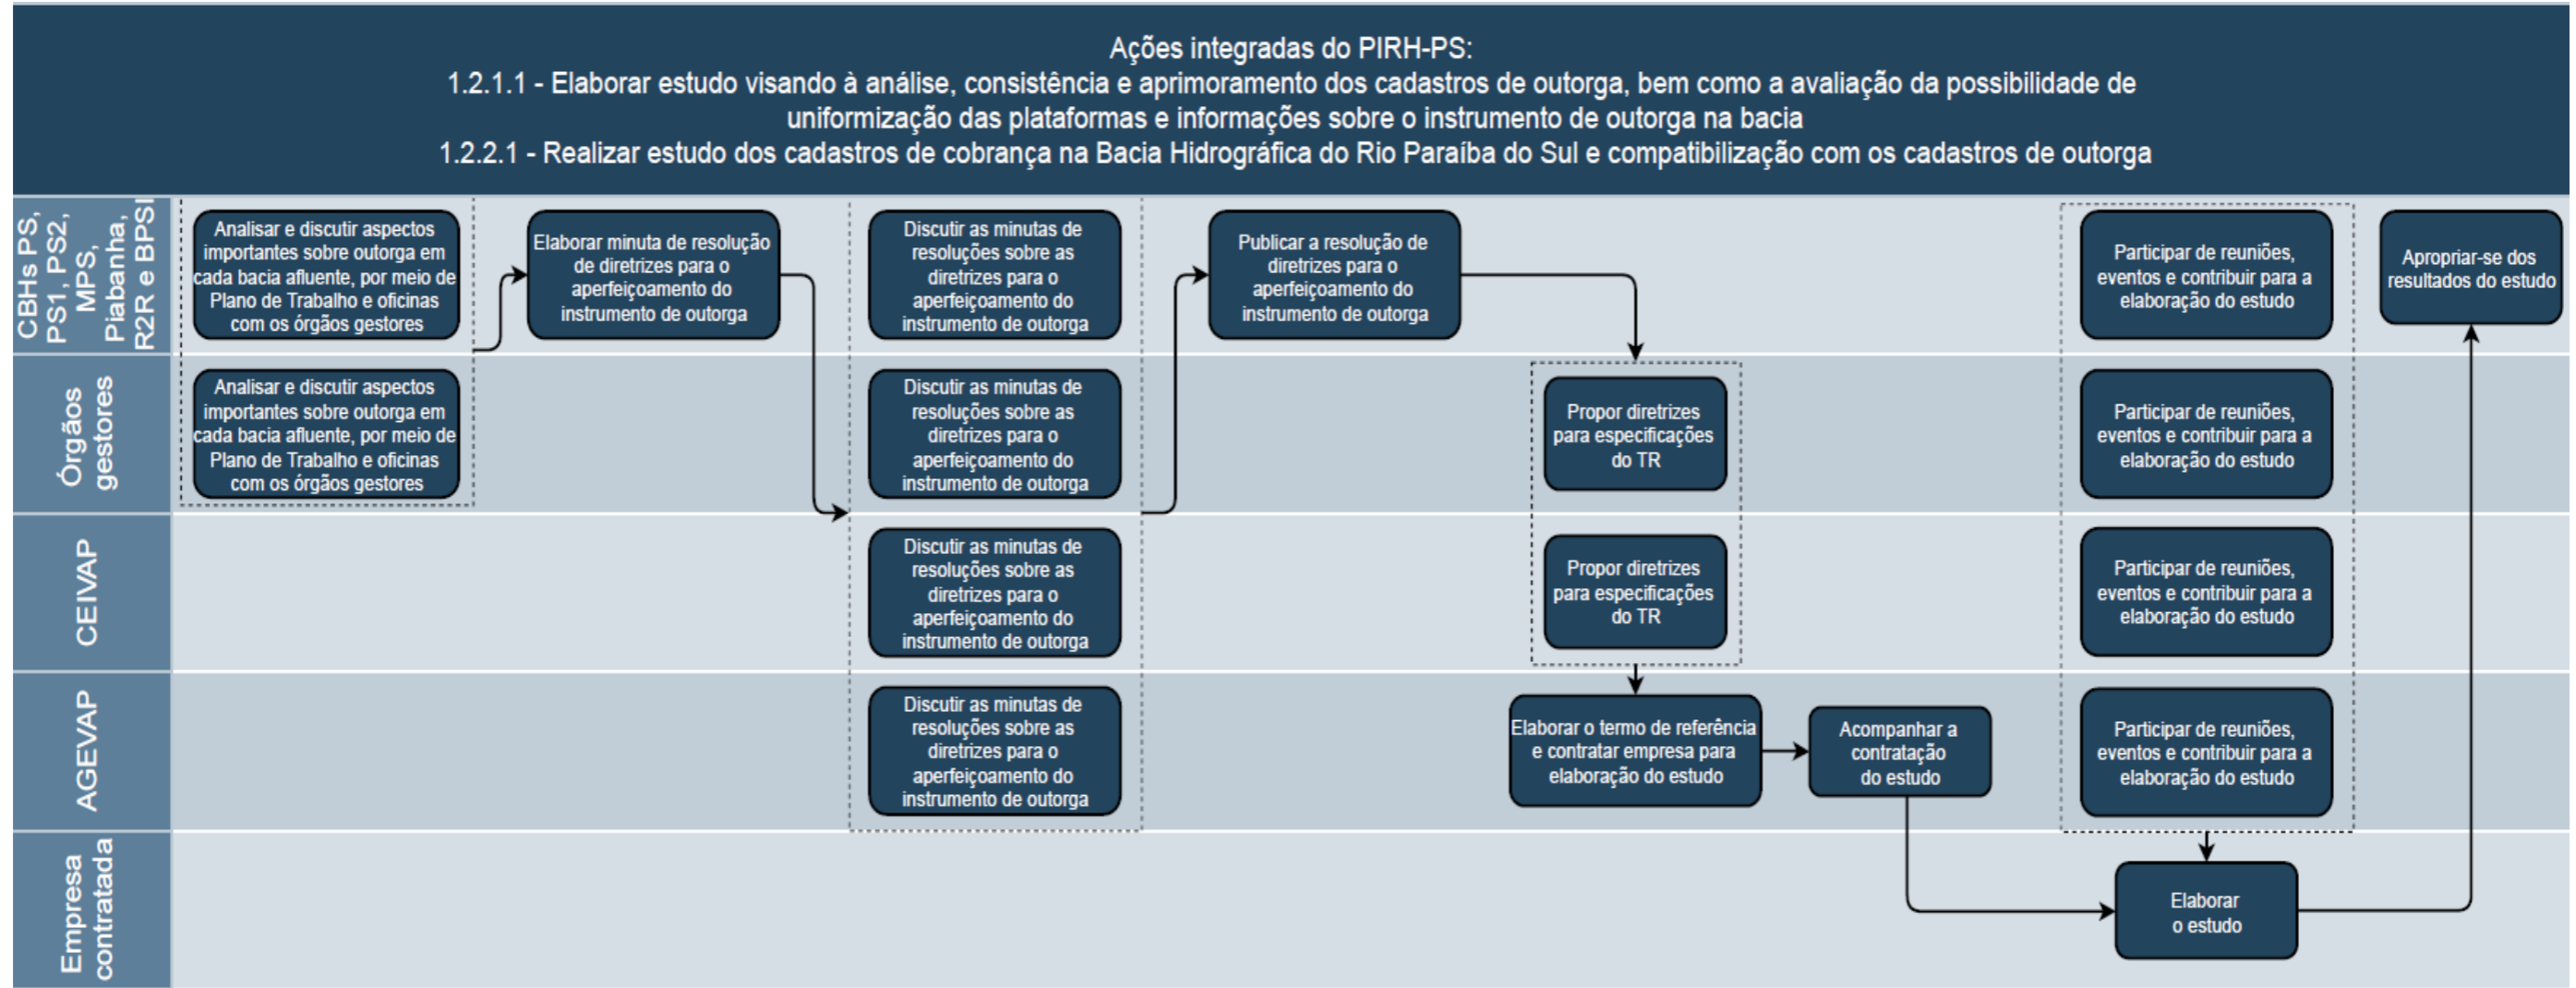 Ações integradas do PIRH-PS:
1.2.1.1 - Elaborar estudo visando à análise, consistência e aprimoramento dos cadastros de outorga, bem como a avaliação da possibilidade de
uniformização das plataformas e informações sobre o instrumento de outorga na bacia
1.2.2.1 - Realizar estudo dos cadastros de cobrança na Bacia Hidrográfica do Rio Paraíba do Sul e compatibilização com os cadastros de outorga
CBHs PS,
PS1, PS2,
MPS,
Piabanha,
R2R e BPSI
Analisar e discutir aspectos
importantes sobre outorga em
cada bacia afluente, por meio de
Plano de Trabalho e oficinas
com os órgãos gestores
Elaborar minuta de resolução
de diretrizes para o
aperfeiçoamento do
instrumento de outorga
Discutir as minutas de
resoluções sobre as
diretrizes para o
aperfeiçoamento do
instrumento de outorga
Publicar a resolução de
diretrizes para o
aperfeiçoamento do
instrumento de outorga
Participar de reuniões,
eventos e contribuir para a
elaboração do estudo
Apropriar-se dos
resultados do estudo
Órgãos
gestores
Analisar e discutir aspectos
importantes sobre outorga em
cada bacia afluente, por meio de
Plano de Trabalho e oficinas
com os órgãos gestores
Discutir as minutas de
resoluções sobre as
diretrizes para o
aperfeiçoamento do
instrumento de outorga
Propor diretrizes
para especificações
do TR
Participar de reuniões,
eventos e contribuir para a
elaboração do estudo
CEIVAP
Discutir as minutas de
resoluções sobre as
diretrizes para o
aperfeiçoamento do
instrumento de outorga
Propor diretrizes
para especificações
do TR
Participar de reuniões,
eventos e contribuir para a
elaboração do estudo
AGEVAP
Discutir as minutas de
resoluções sobre as
diretrizes para o
aperfeiçoamento do
instrumento de outorga
Elaborar o termo de referência
e contratar empresa para
elaboração do estudo
Acompanhar a
contratação
do estudo
Participar de reuniões,
eventos e contribuir para a
elaboração do estudo
Empresa
contratada
Elaborar
o estudo